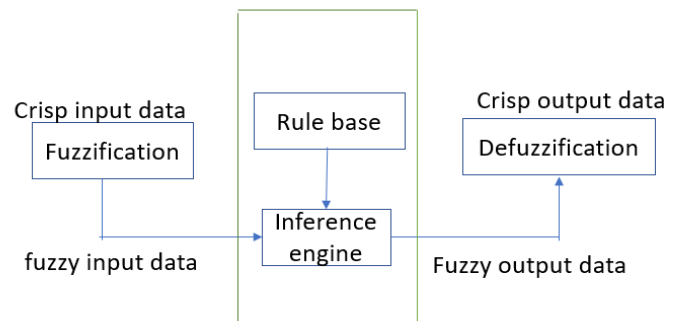 Crisp input data
Fuzzification
fuzzy input data
Rule base
Inference
engine
Crisp output data
Defuzzification
Fuzzy output data